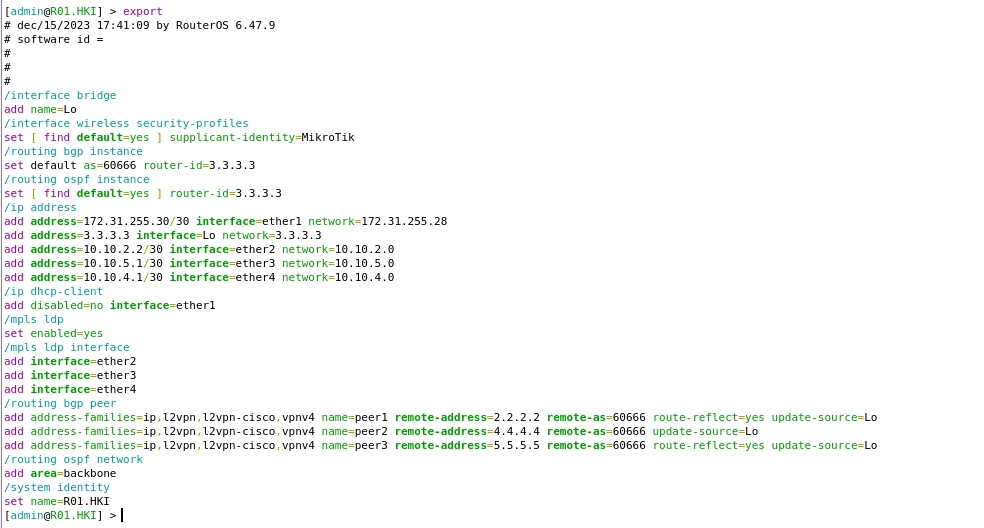 [admin@R01.HKI] > export
# dec/15/2023 17:41:09 by RouterOS 6.47.9
# software id =
#
#
#
/interface bridge
add name=Lo
/interface wireless security-profiles
set [ find default=yes ] supplicant-identity=MikroTik
/routing bgp instance
set default as=60666 router-id=3.3.3.3
/routing ospf instance
set [ find default=yes ] router-id=3.3.3.3
/ip address
add address=172.31.255.30/30 interface=ether1 network=172.31.255.28
add address=3.3.3.3 interface=Lo network=3.3.3.3
add address=10.10.2.2/30 interface=ether2 network=10.10.2.0
add address=10.10.5.1/30 interface=ether3 network=10.10.5.0
add address=10.10.4.1/30 interface=ether4 network=10.10.4.0
/ip dhcp-client
add disabled=no interface=ether1
/mpls ldp
set enabled=yes
/mpls ldp interface
add interface=ether2
add interface=ether3
add interface=ether4
/routing bgp peer
add address-families=ip,l2vpn,l2vpn-cisco,vpnv4 name=peer1 remote-address=2.2.2.2 remote-as=60666 route-reflect=yes update-source=Lo
add address-families=ip,l2vpn,l2vpn-cisco,vpnv4 name=peer2 remote-address=4.4.4.4 remote-as=60666 update-source=Lo
add address-families=ip,l2vpn,l2vpn-cisco,vpnv4 name=peer3 remote-address=5.5.5.5 remote-as=60666 route-reflect=yes update-source=Lo
/routing ospf network
add area=backbone
/system identity
set name=R01.HKI
[admin@R01.HKI] >